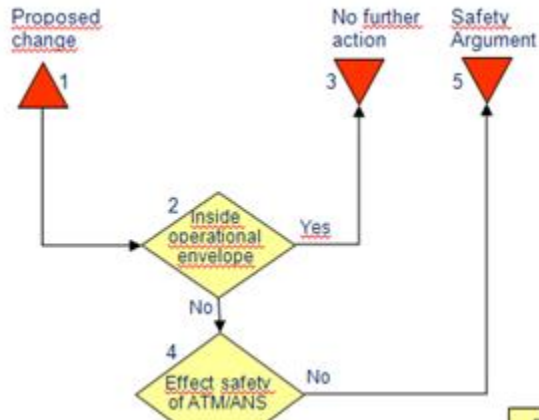 Proposed
change
1
No further
action
3
Safety
Argument
5
2
Inside
operational
envelope
Yes
No
4
Effect safety
of ATM/ANS
No